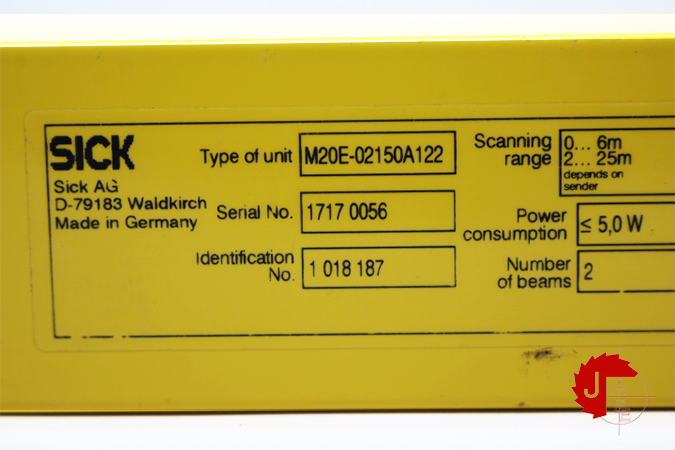 SICK
Sick AG
D-79183 Waldkirch
Made in Germany
Type of unit M20E-02150A122
Serial No. 1717 0056
Identification
No. 1 018 187
Scanning
range
0... 6m
2... 25m
depends on
sender
Power
consumption ≤ 5,0 W
Number
of beams 2
J